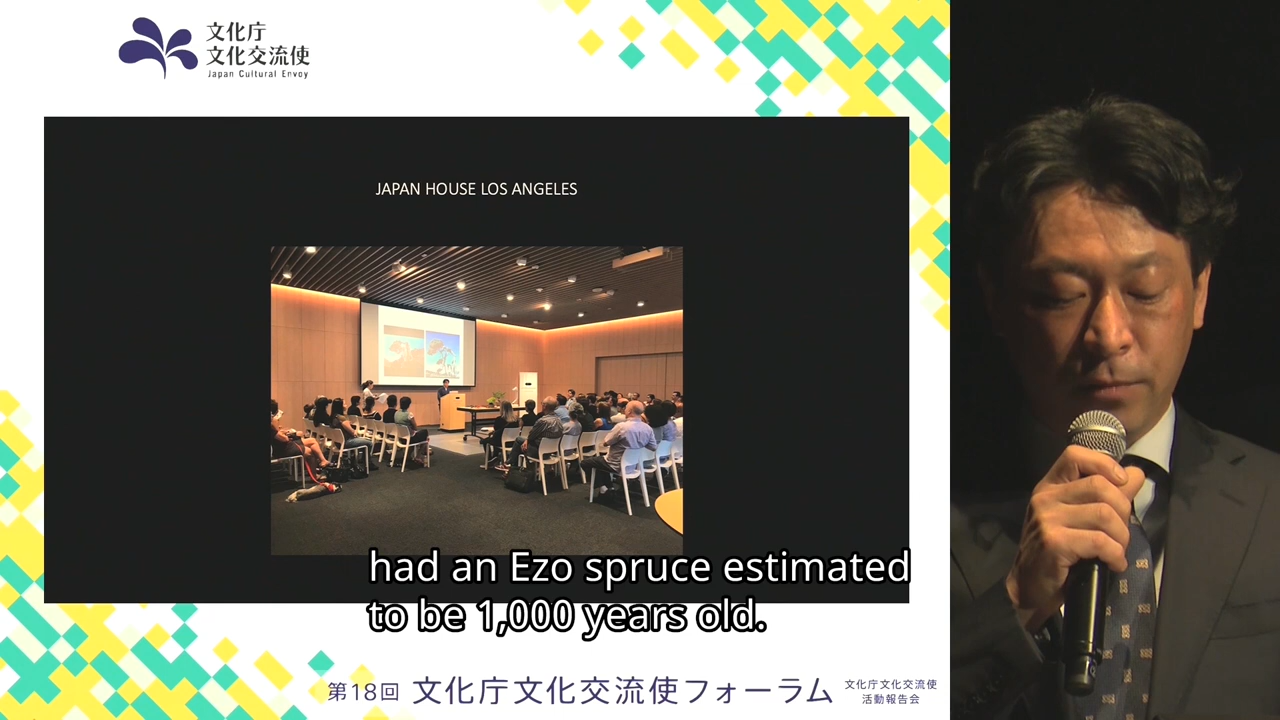 文化庁
文化交流使
Japan Cultural Envoy
JAPAN HOUSE LOS ANGELES
had an Ezo spruce estimated
to be 1,000 years old.
第18回 文化庁文化交流使フォーラム
文化庁文化交流使
活動報告会